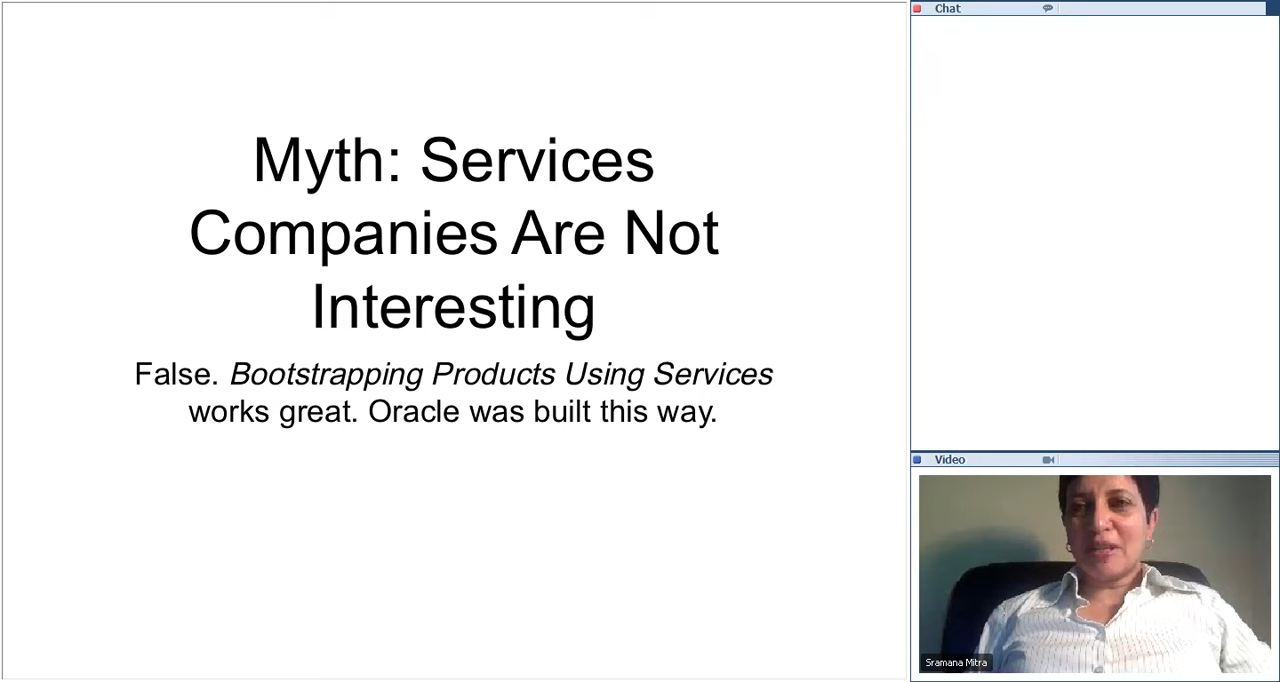 Myth: Services
Companies Are Not
Interesting
False. Bootstrapping Products Using Services
works great. Oracle was built this way.
Chat
Video
Sramana Mitra